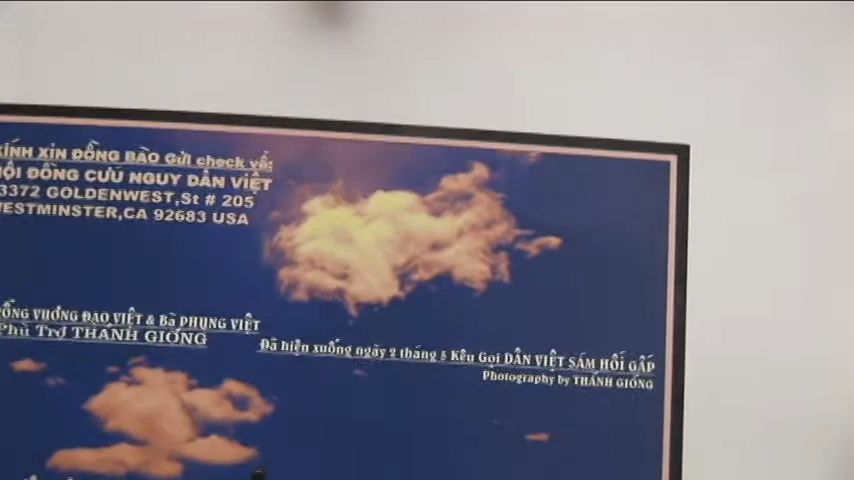 KÍNH XIN ĐỒNG BÀO GỬI check về:
HỘI ĐỒNG CỨU NGUY DÂN VIỆT
GOLDENWEST,St # 205
WESTMINSTER,CA 92683 USA
VƯƠNG ĐẠO VIỆT & Bà PHỤNG VIỆT
Phù Trợ THÁNH GIÓNG
Đã hiện xuống ngày 2 tháng 5 Kêu Gọi DÂN VIỆT SÁM HỐI GẤP
Photography by THÁNH GIÓNG